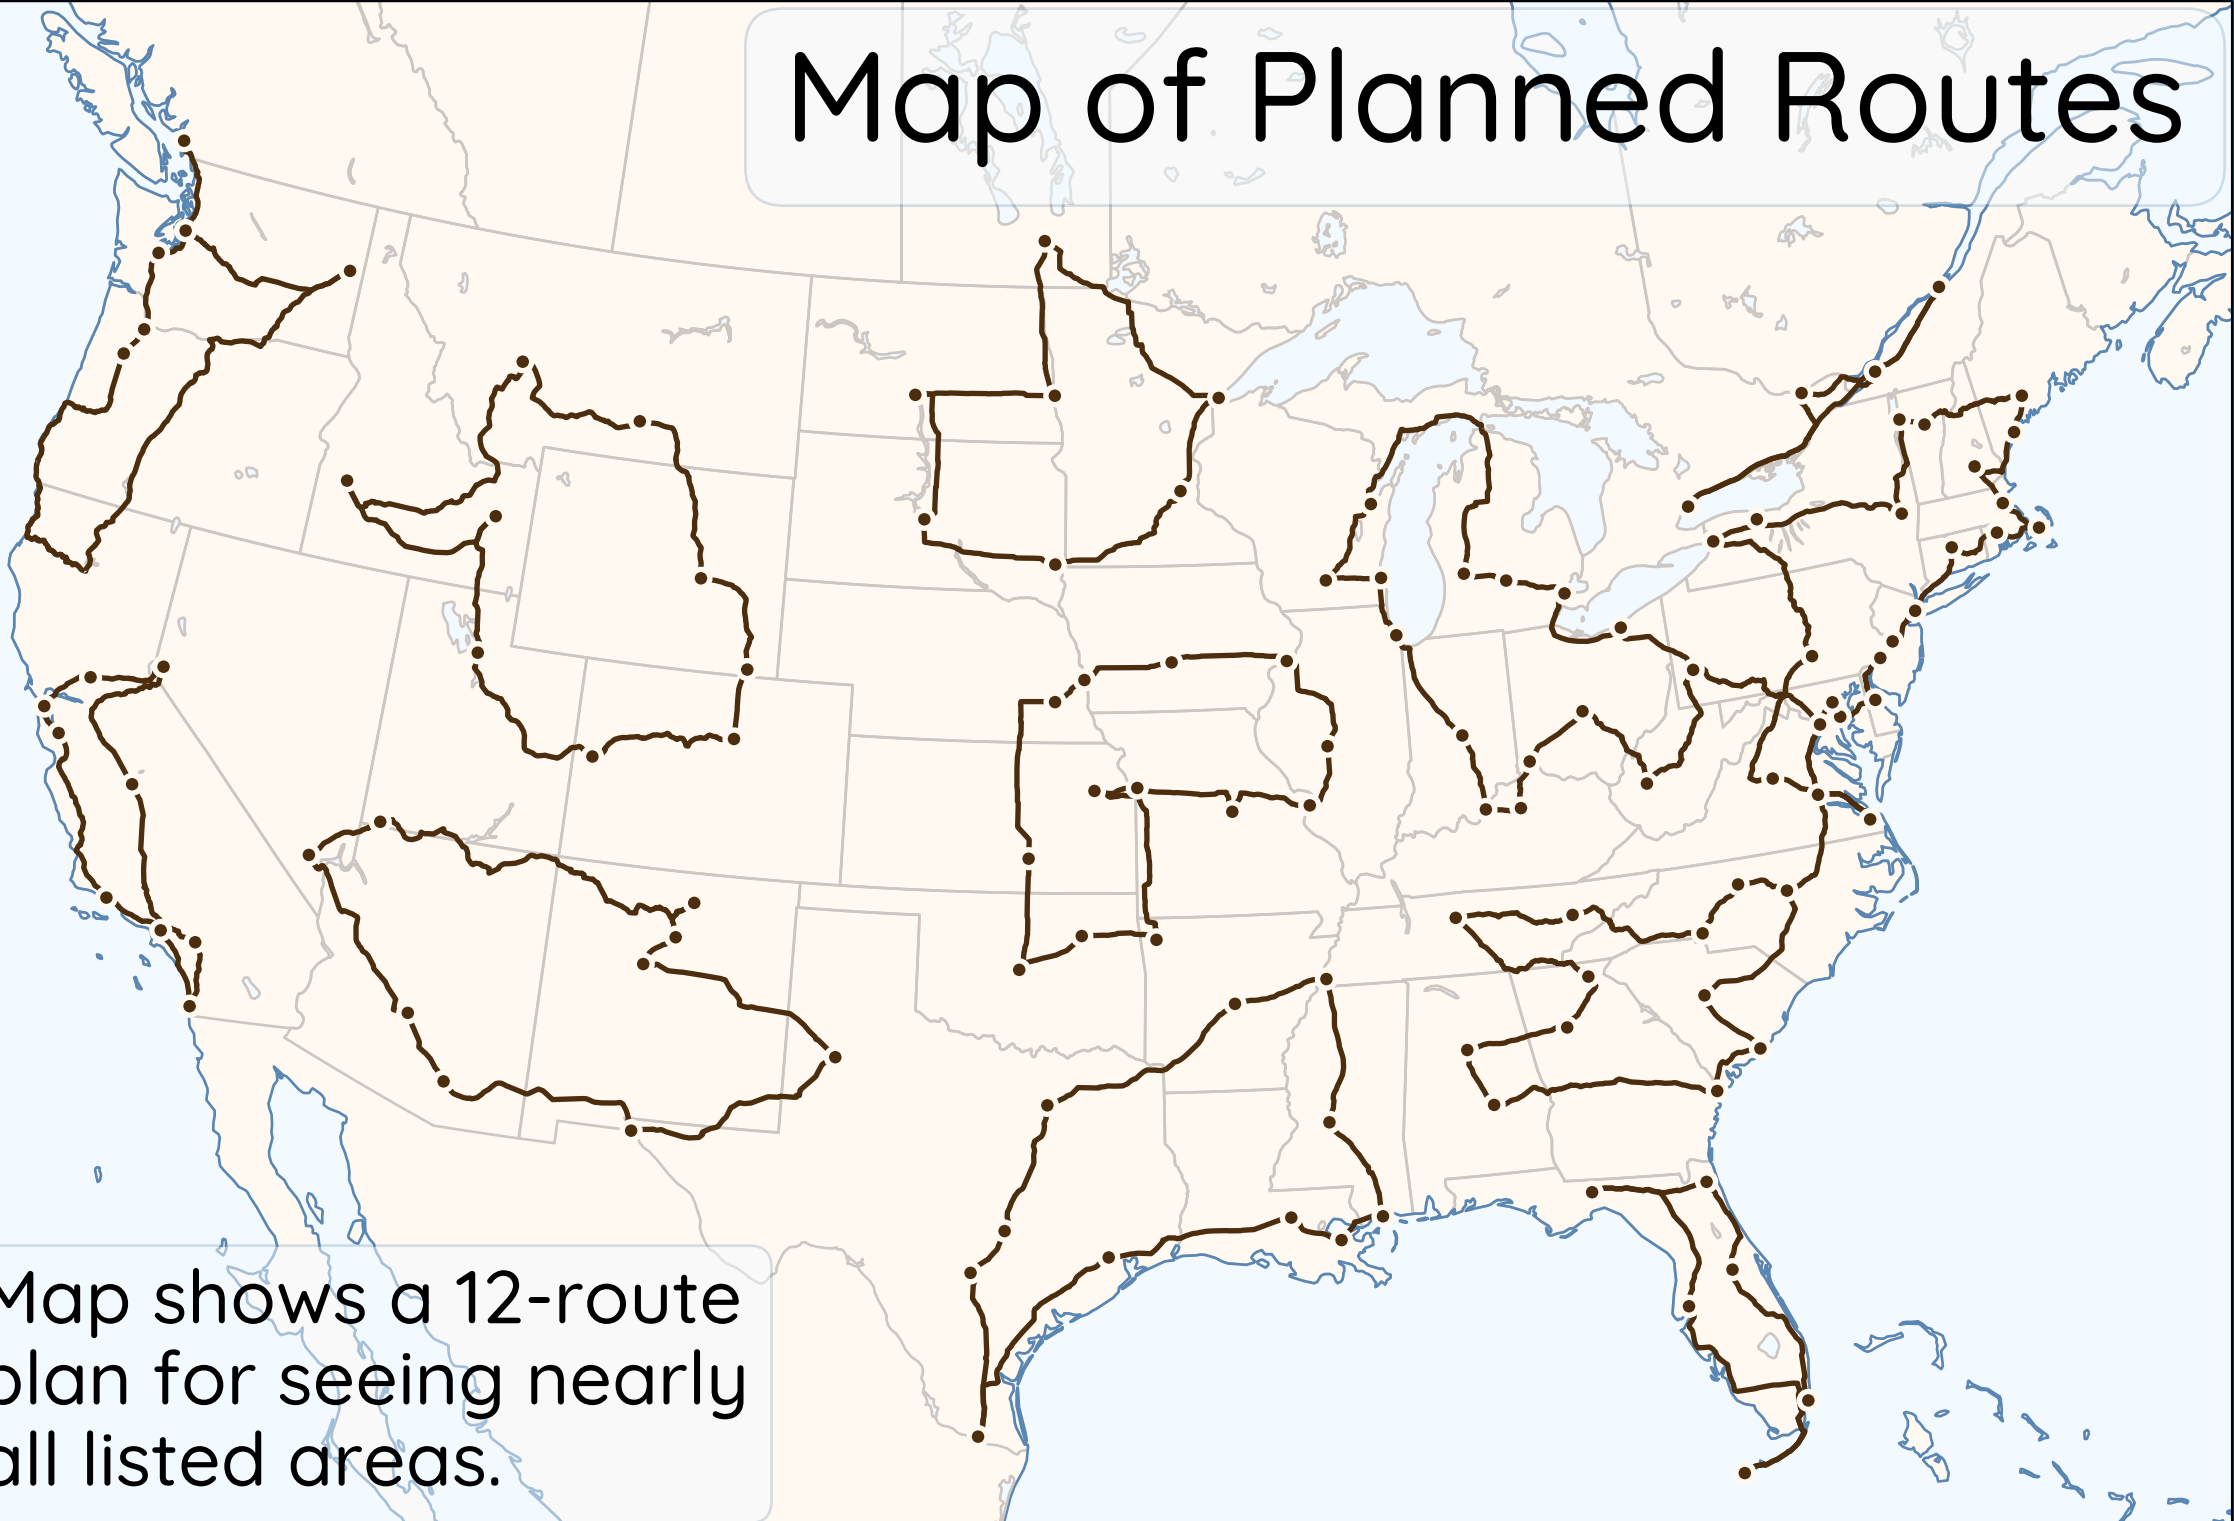 Map of Planned Routes
Map shows a 12-route
plan for seeing nearly
all listed areas.